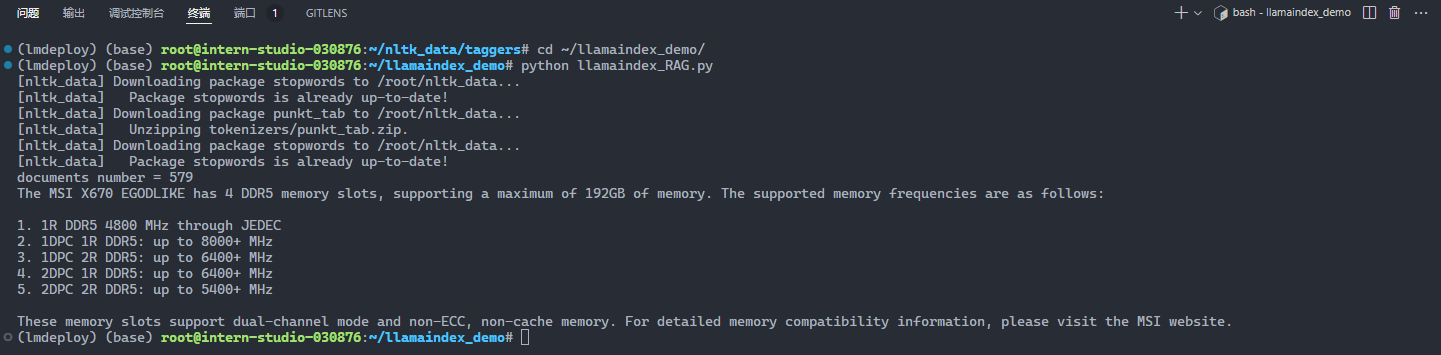 问题 输出 调试控制台 终端 端口 1 GITLENS bash - llamaindex_demo
(lmdeploy) (base) root@intern-studio-030876:~/nltk_data/taggers# cd ~/llamaindex_demo/
(lmdeploy) (base) root@intern-studio-030876:~/llamaindex_demo# python llamaindex_RAG.py
[nltk_data] Downloading package stopwords to /root/nltk_data...
[nltk_data]   Package stopwords is already up-to-date!
[nltk_data] Downloading package punkt_tab to /root/nltk_data...
[nltk_data]   Unzipping tokenizers/punkt_tab.zip.
[nltk_data] Downloading package stopwords to /root/nltk_data...
[nltk_data]   Package stopwords is already up-to-date!
documents number = 579
The MSI X670 EGODLIKE has 4 DDR5 memory slots, supporting a maximum of 192GB of memory. The supported memory frequencies are as follows:
1. 1R DDR5 4800 MHz through JEDEC
2. 1DPC 1R DDR5: up to 8000+ MHz
3. 1DPC 2R DDR5: up to 6400+ MHz
4. 2DPC 1R DDR5: up to 6400+ MHz
5. 2DPC 2R DDR5: up to 5400+ MHz
These memory slots support dual-channel mode and non-ECC, non-cache memory. For detailed memory compatibility information, please visit the MSI website.
(lmdeploy) (base) root@intern-studio-030876:~/llamaindex_demo#